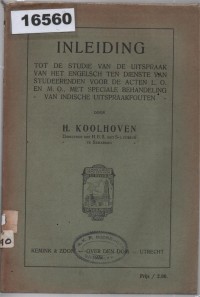 16560
INLEIDING
TOT DE STUDIE VAN DE UITSPRAAK
VAN HET ENGELSCH TEN DIENSTE VAN
STUDEERENDEN VOOR DE ACTEN L. O.
EN M. O., MET SPECIALE BEHANDELING
VAN INDISCHE UITSPRAAKFOUTEN
DOOR
H. KOOLHOVEN
KEMINK & ZOON — OVER DEN DOM — UTRECHT
Prijs f